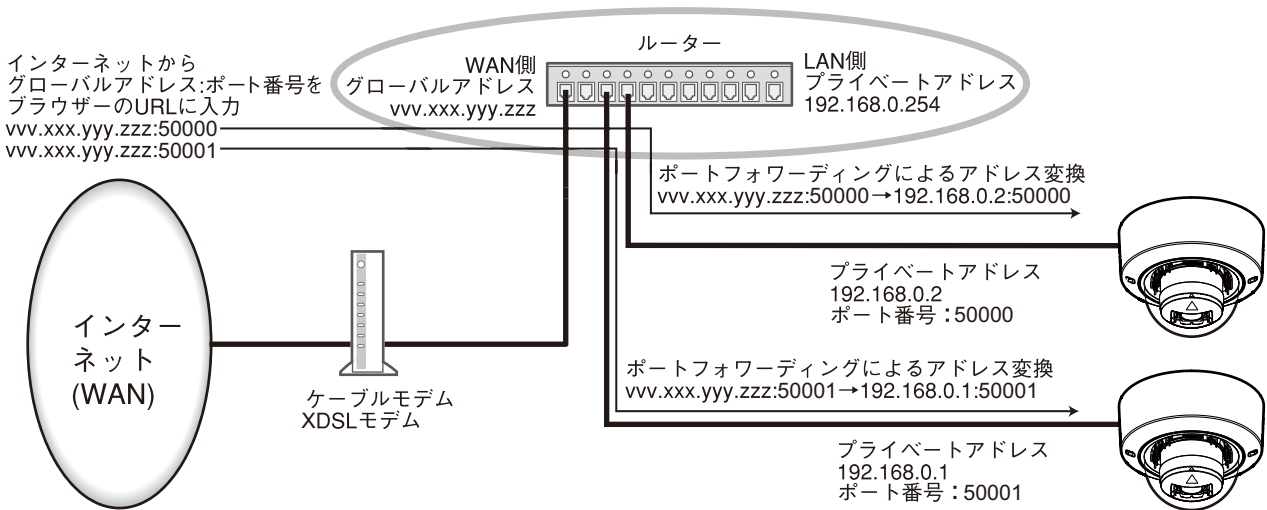 インターネットから
グローバルアドレス:ポート番号を
ブラウザーのURLに入力
vvv.xxx.yyy.zzz:50000
vvv.xxx.yyy.zzz:50001
ルーター
WAN側
グローバルアドレス
vvv.xxx.yyy.zzz
LAN側
プライベートアドレス
192.168.0.254
ポートフォワーディングによるアドレス変換
vvv.xxx.yyy.zzz:50000→192.168.0.2:50000
プライベートアドレス
192.168.0.2
ポート番号:50000
インター
ネット
(WAN)
ケーブルモデム
XDSLモデム
ポートフォワーディングによるアドレス変換
vvv.xxx.yyy.zzz:50001→192.168.0.1:50001
プライベートアドレス
192.168.0.1
ポート番号:50001